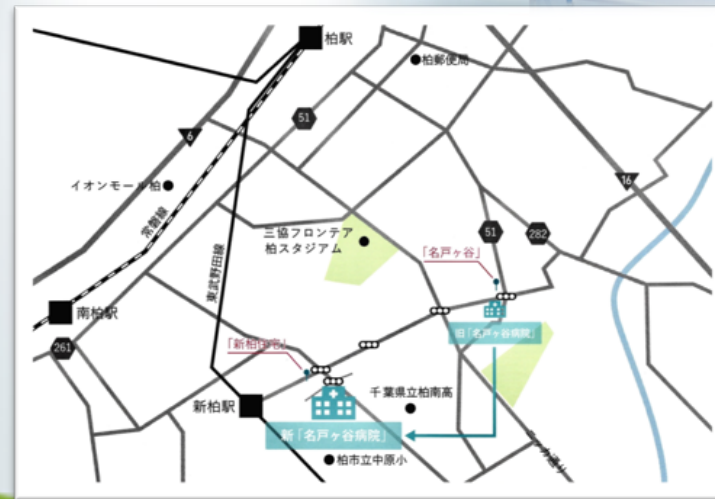 柏駅
柏郵便局
51
6
イオンモール柏
16
常磐線
三協フロンテア
柏スタジアム
51
282
「名戸ヶ谷」
東武野田線
南柏駅
旧「名戸ヶ谷病院」
261
「新柏住宅」
千葉県立柏南高
新柏駅
新「名戸ヶ谷病院」
柏市立中原小